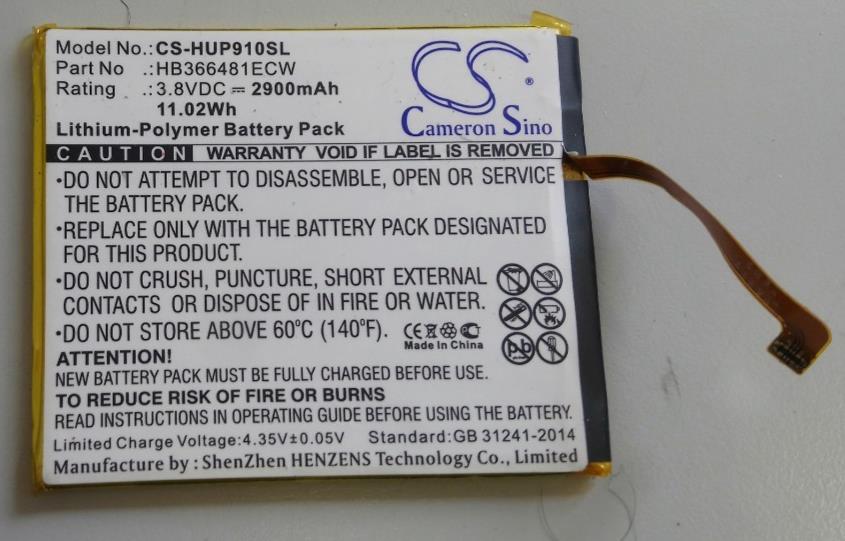 Model No.:CS-HUP910SL
Part No .:HB366481ECW
Rating .:3.8VDC ⎓ 2900mAh
11.02Wh
Lithium-Polymer Battery Pack
CS
Cameron Sino
CAUTION WARRANTY VOID IF LABEL IS REMOVED
•DO NOT ATTEMPT TO DISASSEMBLE, OPEN OR SERVICE
THE BATTERY PACK.
•REPLACE ONLY WITH THE BATTERY PACK DESIGNATED
FOR THIS PRODUCT.
•DO NOT CRUSH, PUNCTURE, SHORT EXTERNAL
CONTACTS OR DISPOSE OF IN FIRE OR WATER.
•DO NOT STORE ABOVE 60°C (140°F).
CE
Made In China
Pb
ATTENTION!
NEW BATTERY PACK MUST BE FULLY CHARGED BEFORE USE.
TO REDUCE RISK OF FIRE OR BURNS
READ INSTRUCTIONS IN OPERATING GUIDE BEFORE USING BATTERY
Limited Charge Voltage:4.35V±0.05V Standard:GB 31241-2014
Manufacture by : ShenZhen HENZENS Technology Co., Limited